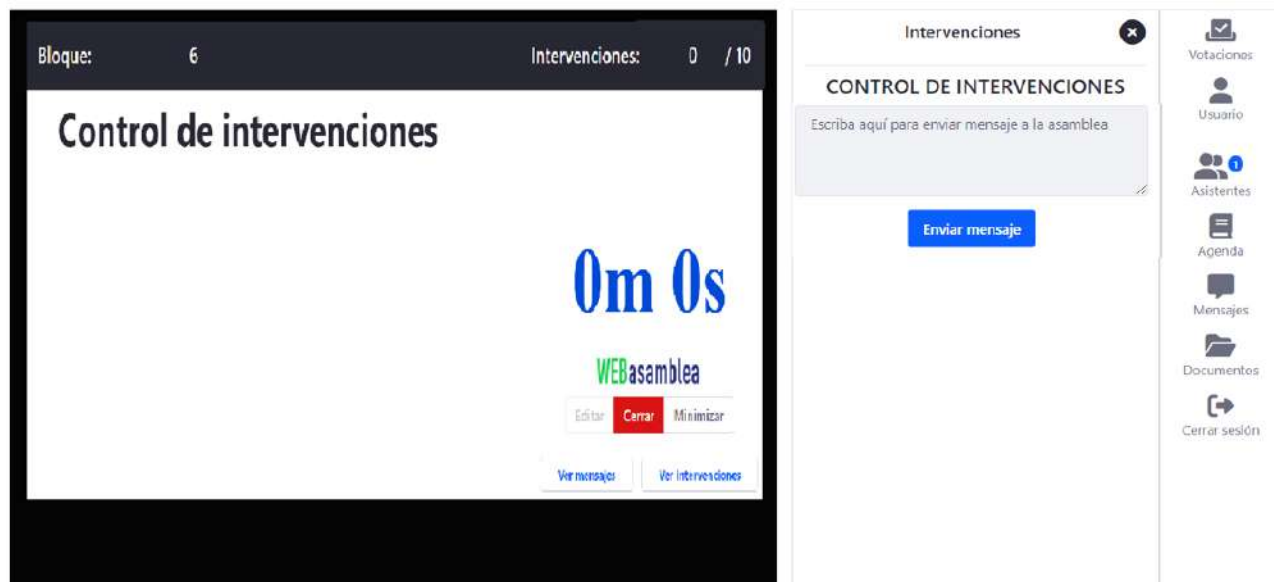 Bloque: 6 Intervenciones: 0 / 10
Control de intervenciones
0m 0s
WEBasamblea
Editar Cerrar Minimizar
Ver mensajes Ver intervenciones
Intervenciones
CONTROL DE INTERVENCIONES
Escriba aquí para enviar mensaje a la asamblea
Enviar mensaje
Votaciones
Usuario
1
Asistentes
Agenda
Mensajes
Documentos
Cerrar sesión